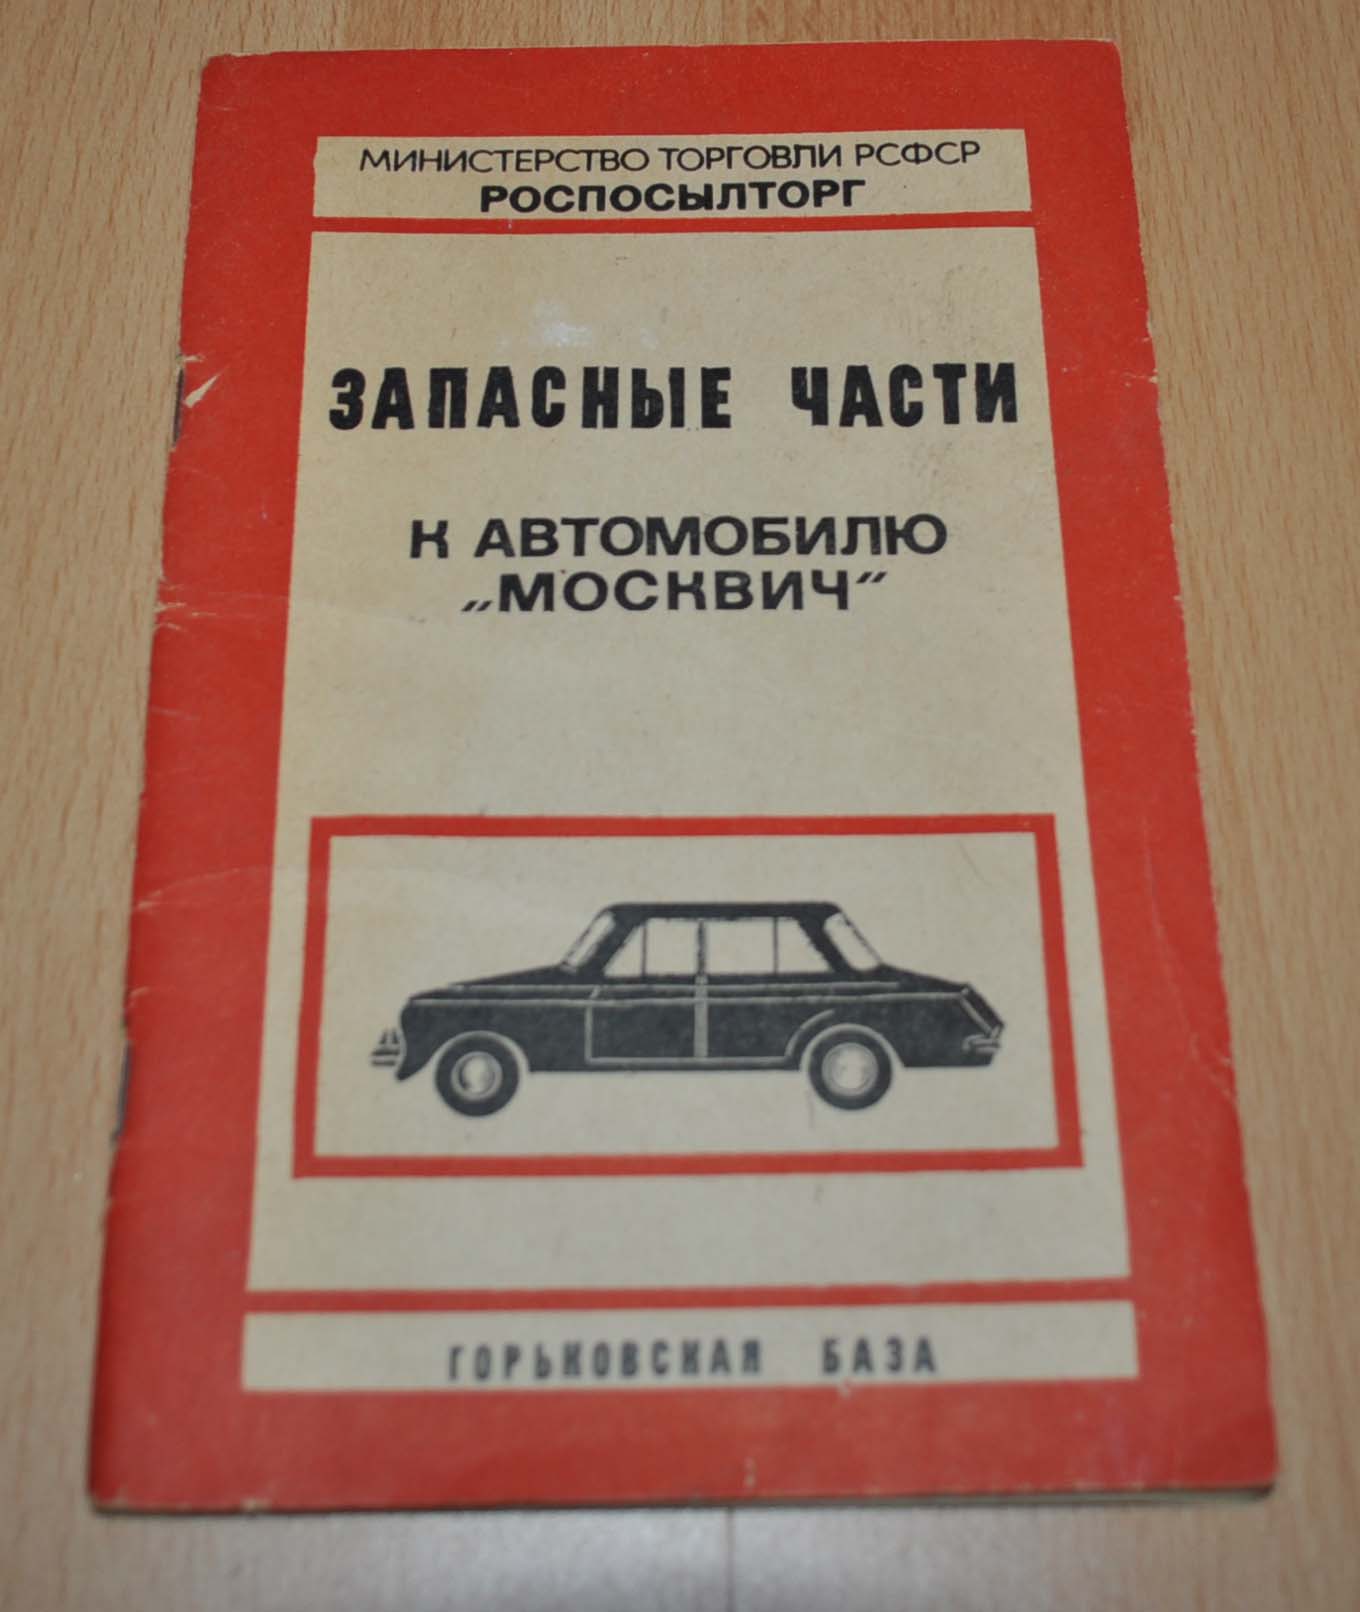 МИНИСТЕРСТВО ТОРГОВЛИ РСФСР
РОСПОСЫЛТОРГ
ЗАПАСНЫЕ ЧАСТИ
К АВТОМОБИЛЮ
„МОСКВИЧ“
ГОРЬКОВСКАЯ БАЗА